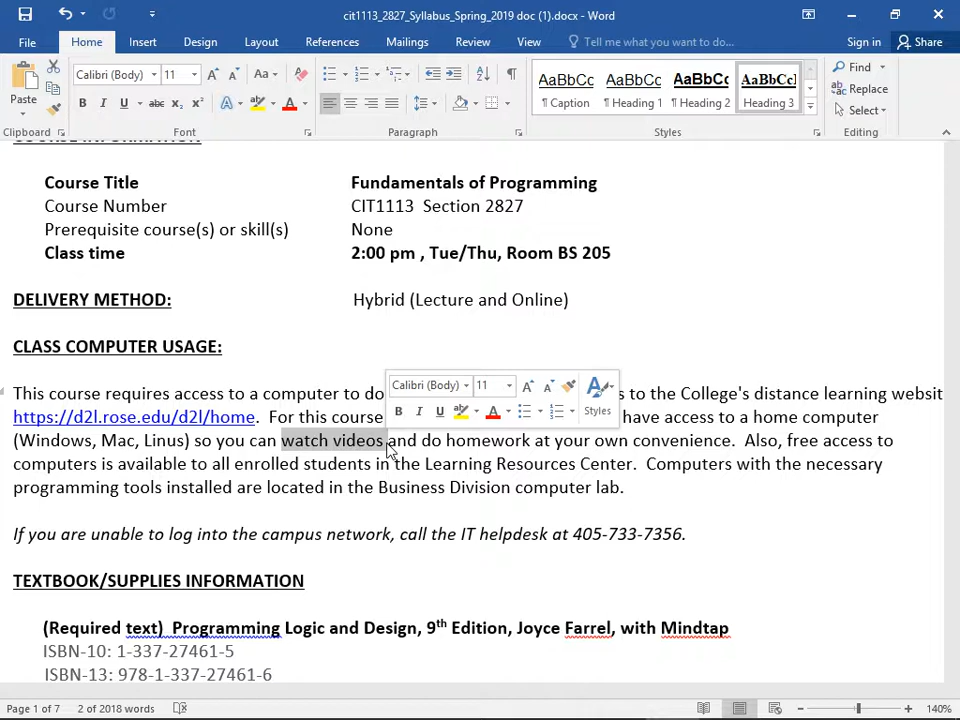 cit1113_2827_Syllabus_Spring_2019 doc (1).docx - Word
File Home Insert Design Layout References Mailings Review View Tell me what you want to do... Sign in Share
Paste
Calibri (Body) 11 Aa
B I U abc x₂ x² A A
AaBbCc AaBbCc AaBbCc AaBbCc
¶ Caption ¶ Heading 1 ¶ Heading 2 Heading 3
Find
Replace
Select
Clipboard Font Paragraph Styles Editing
COURSE INFORMATION
Course Title Fundamentals of Programming
Course Number CIT1113 Section 2827
Prerequisite course(s) or skill(s) None
Class time 2:00 pm , Tue/Thu, Room BS 205
DELIVERY METHOD: Hybrid (Lecture and Online)
CLASS COMPUTER USAGE:
Calibri (Body) 11
B I U A Styles
This course requires access to a computer to do s to the College's distance learning websit
https://d2l.rose.edu/d2l/home. For this course have access to a home computer
(Windows, Mac, Linus) so you can watch videos and do homework at your own convenience. Also, free access to
computers is available to all enrolled students in the Learning Resources Center. Computers with the necessary
programming tools installed are located in the Business Division computer lab.
If you are unable to log into the campus network, call the IT helpdesk at 405-733-7356.
TEXTBOOK/SUPPLIES INFORMATION
(Required text) Programming Logic and Design, 9th Edition, Joyce Farrel, with Mindtap
ISBN-10: 1-337-27461-5
ISBN-13: 978-1-337-27461-6
Page 1 of 7 2 of 2018 words 140%